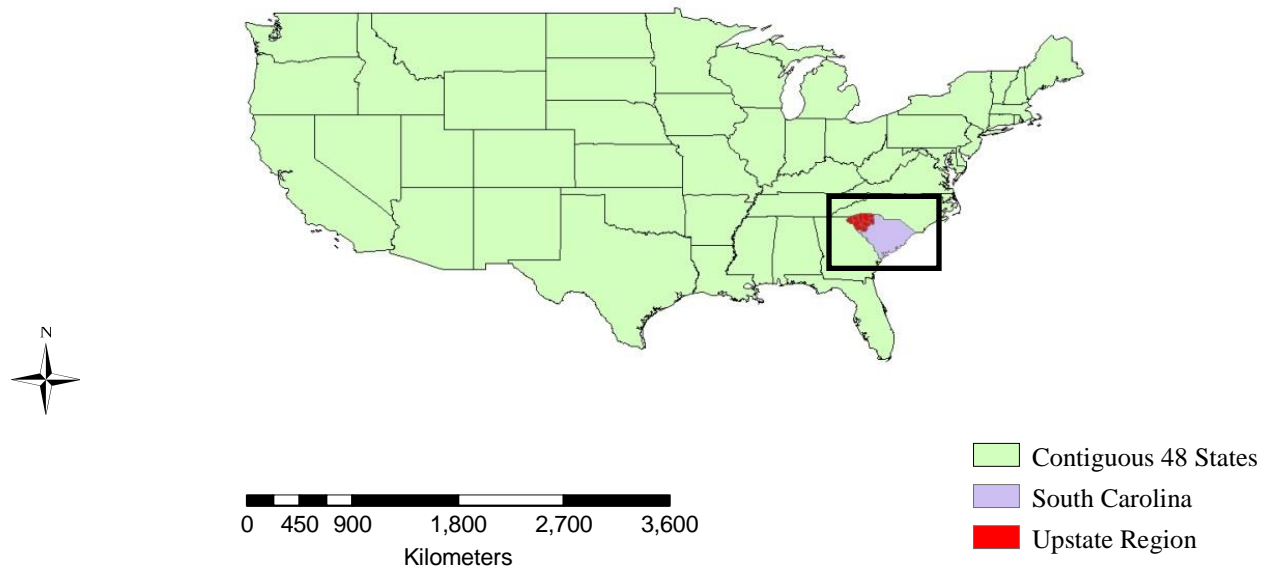 N
Contiguous 48 States
South Carolina
Upstate Region
0 450 900 1,800 2,700 3,600
Kilometers